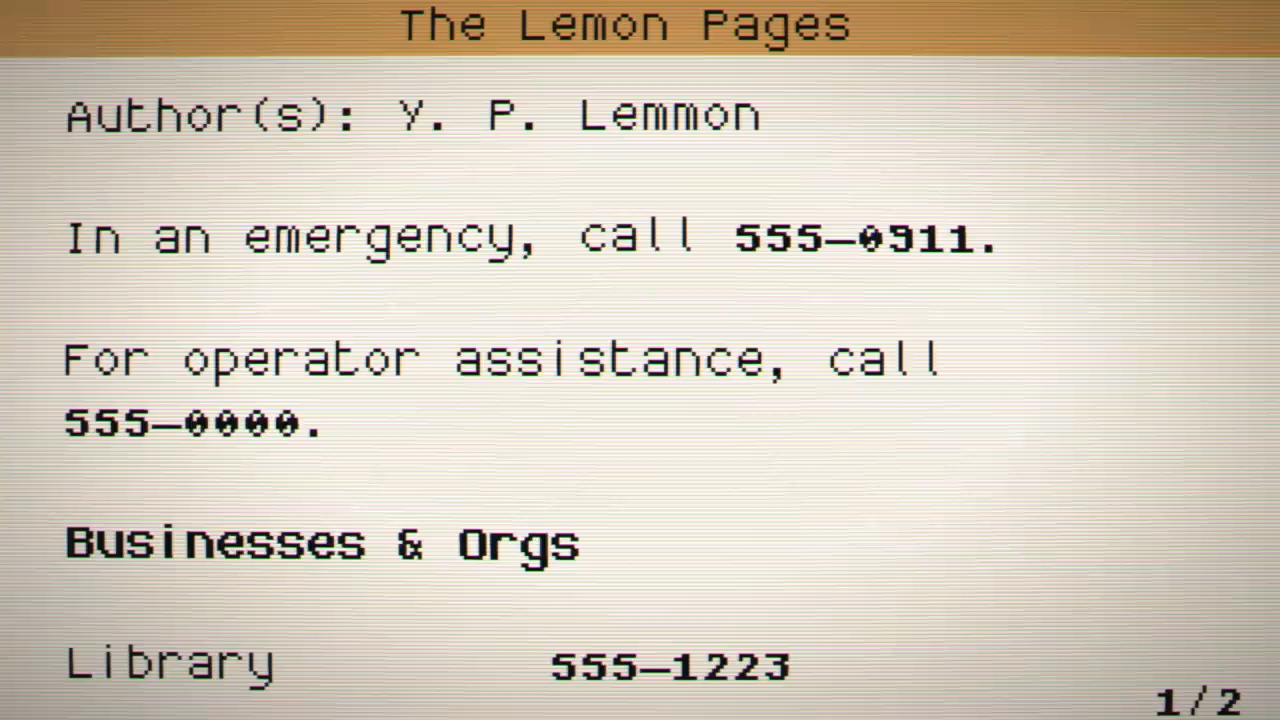 The Lemon Pages
Author(s): Y. P. Lemmon
In an emergency, call 555–0911.
For operator assistance, call
555–0000.
Businesses & Orgs
Library 555–1223
1/2